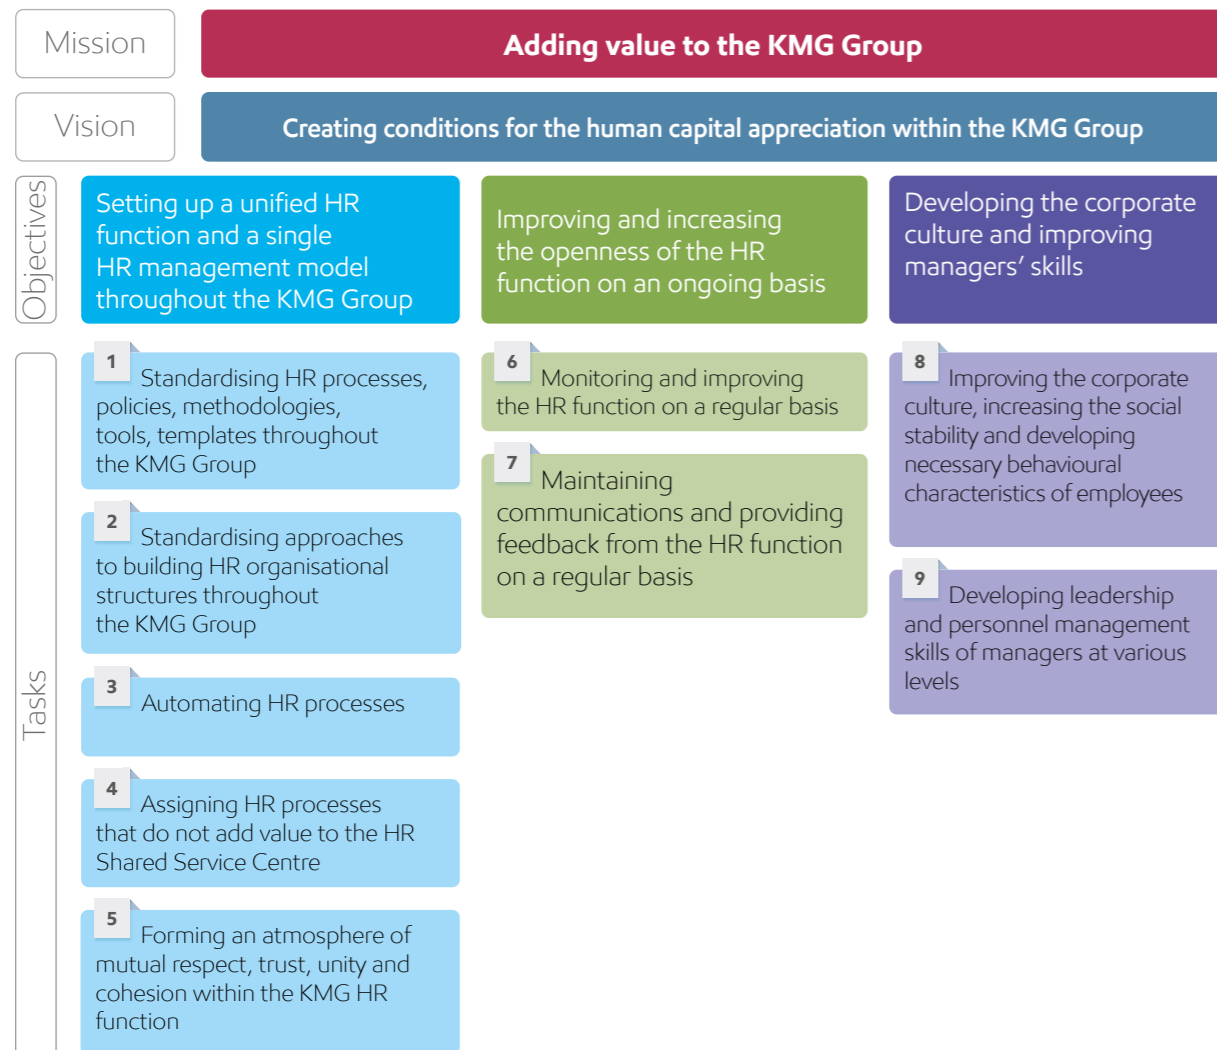 Mission
Adding value to the KMG Group
Vision
Creating conditions for the human capital appreciation within the KMG Group
Objectives
Setting up a unified HR
function and a single
HR management model
throughout the KMG Group
Improving and increasing
the openness of the HR
function on an ongoing basis
Developing the corporate
culture and improving
managers’ skills
Tasks
1
Standardising HR processes,
policies, methodologies,
tools, templates throughout
the KMG Group
2
Standardising approaches
to building HR organisational
structures throughout
the KMG Group
3
Automating HR processes
4
Assigning HR processes
that do not add value to the HR
Shared Service Centre
5
Forming an atmosphere of
mutual respect, trust, unity and
cohesion within the KMG HR
function
6
Monitoring and improving
the HR function on a regular basis
7
Maintaining
communications and providing
feedback from the HR function
on a regular basis
8
Improving the corporate
culture, increasing the social
stability and developing
necessary behavioural
characteristics of employees
9
Developing leadership
and personnel management
skills of managers at various
levels